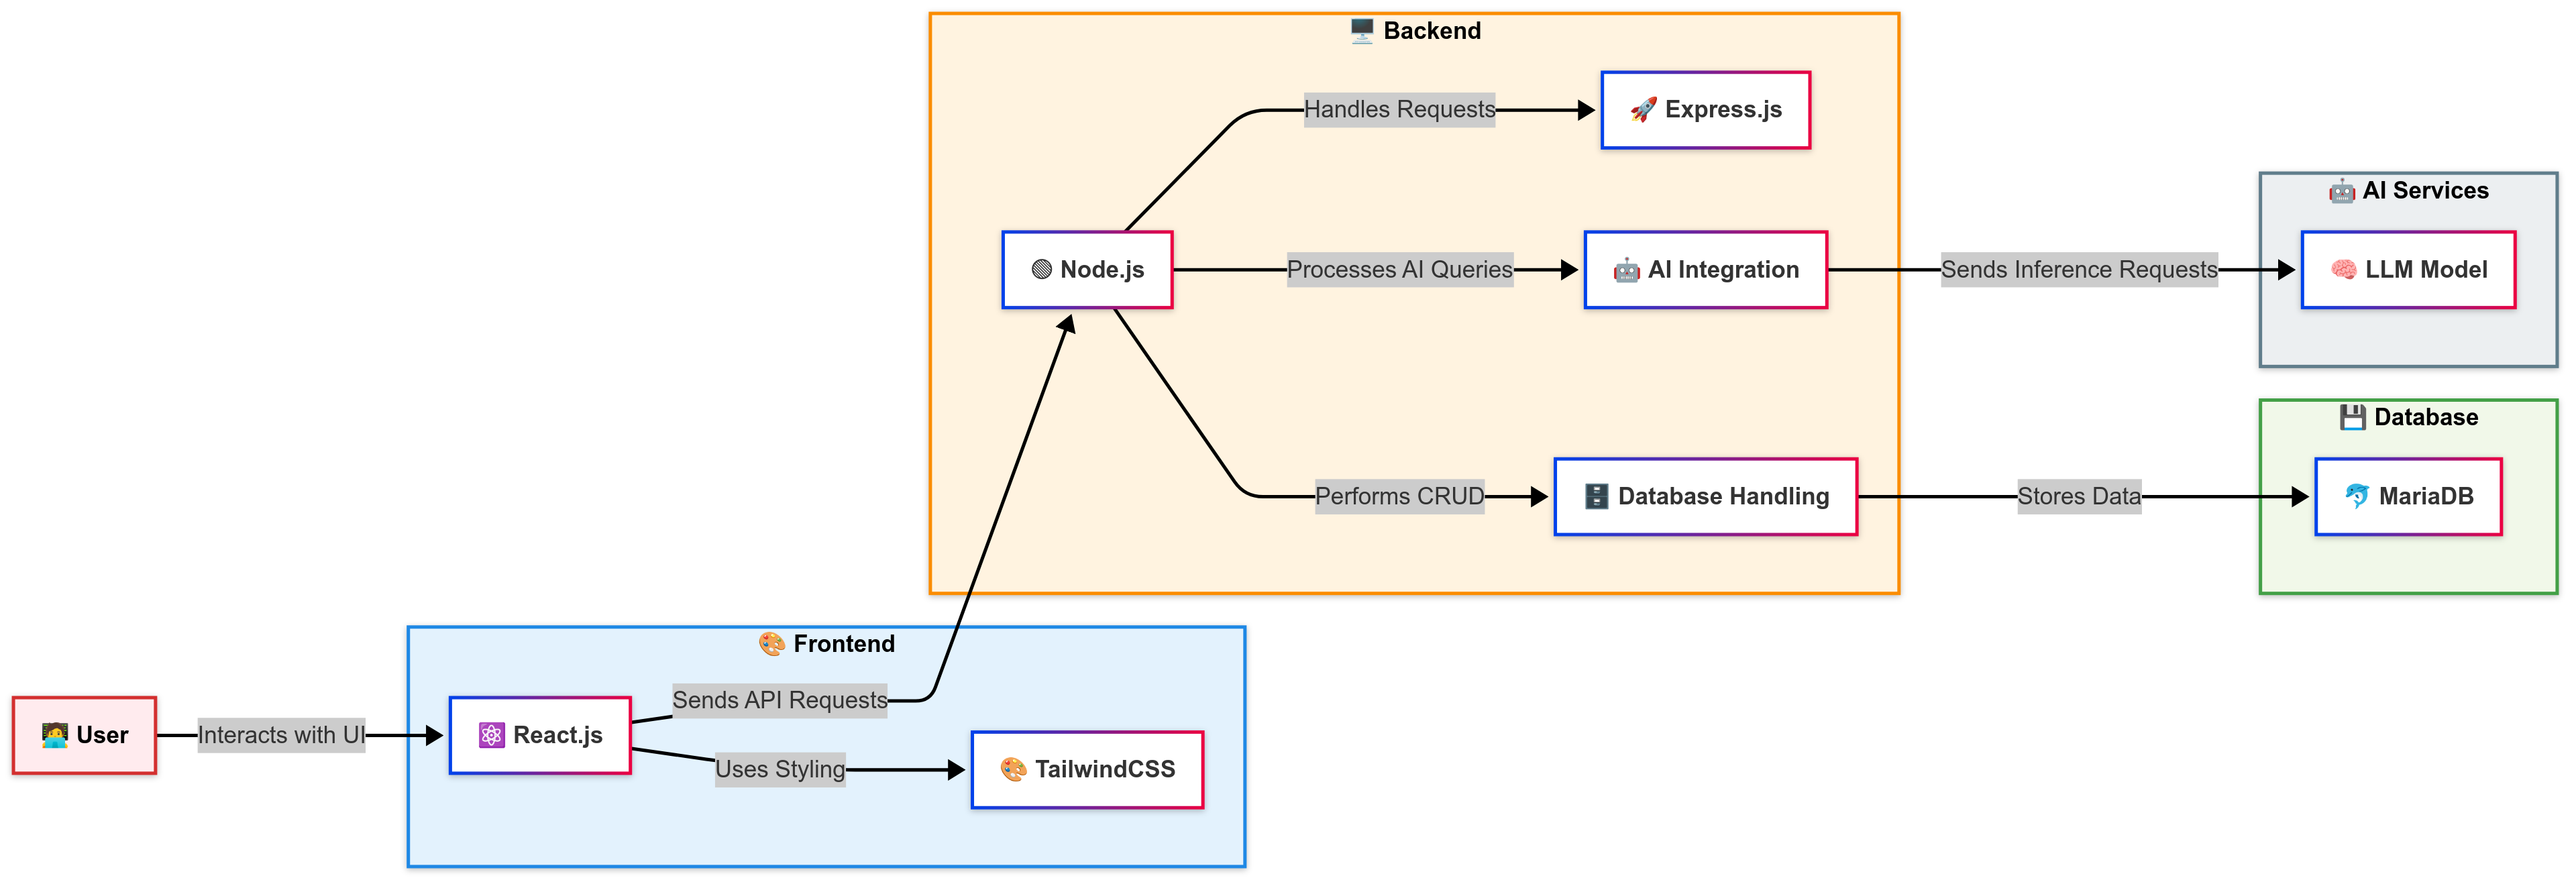 🖥️ Backend
Handles Requests
🚀 Express.js
🤖 AI Services
Node.js
Processes AI Queries
🤖 AI Integration
Sends Inference Requests
🧠 LLM Model
💾 Database
Performs CRUD
🗄️ Database Handling
Stores Data
🐬 MariaDB
🎨 Frontend
Sends API Requests
🧑‍💻 User
Interacts with UI
⚛️ React.js
Uses Styling
🎨 TailwindCSS